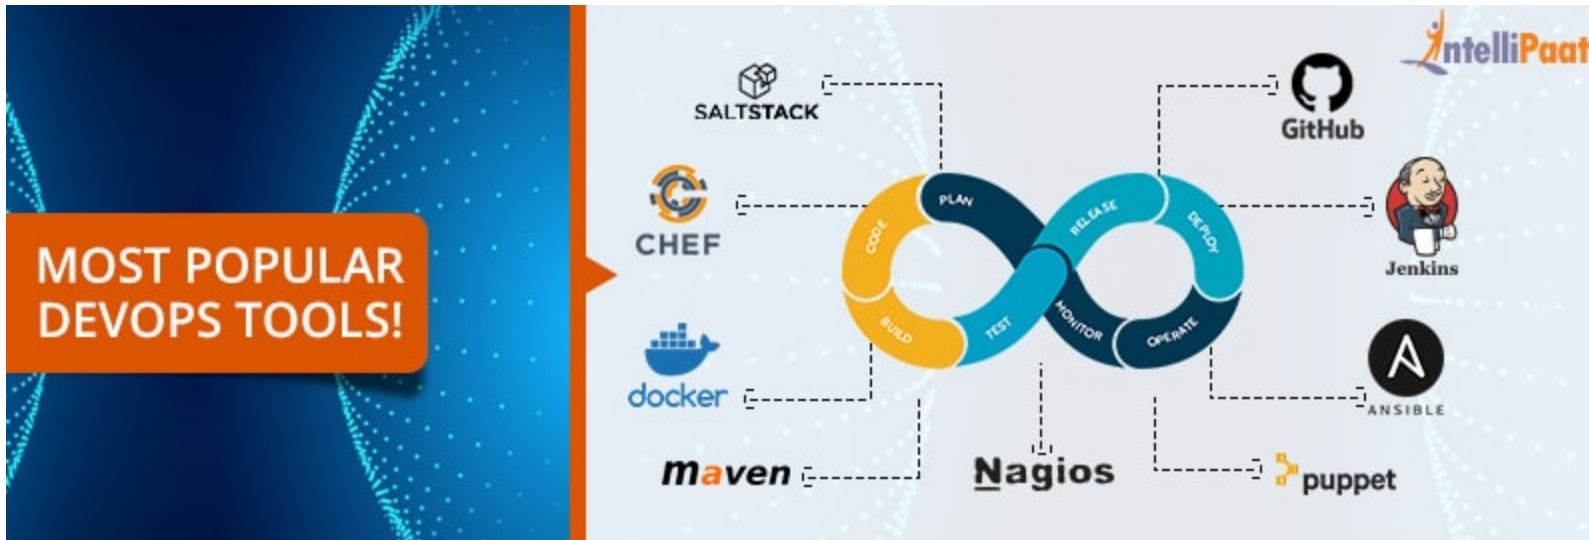 MOST POPULAR
DEVOPS TOOLS!
SALTSTACK
CHEF
docker
maven
Nagios
PLAN
CODE
BUILD
TEST
RELEASE
DEPLOY
OPERATE
MONITOR
IntelliPaat
GitHub
Jenkins
ANSIBLE
puppet